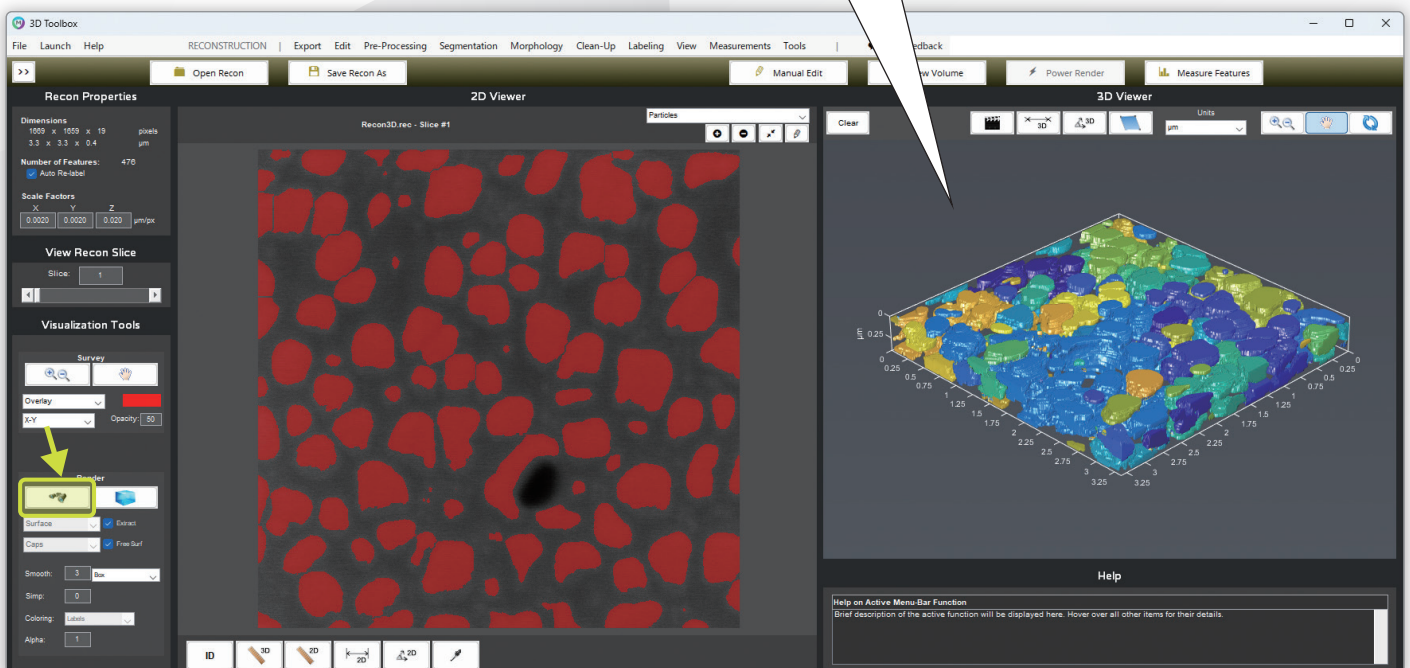 3D Toolbox
File Launch Help RECONSTRUCTION | Export Edit Pre-Processing Segmentation Morphology Clean-Up Labeling View Measurements Tools |
>> Open Recon Save Recon As Manual Edit Volume Power Render Measure Features
Recon Properties
Dimensions
x 19 pixels
3.3 x 3.3 x 0.4 µm
Number of Features: 476
Auto Re-label
Scale Factors
X Y Z
0.0020 0.0020 0.020 µm/px
View Recon Slice
Slice: 1
Visualization Tools
Survey
Overlay
X-Y Opacity: 50
Render
Surface Extract
Caps Free Surf
Smooth: 3 Box
Simp: 0
Coloring: Labels
Alpha: 1
2D Viewer
Recon3D.rec - Slice #1
Particles
ID 3D 2D 2D 2D
3D Viewer
Clear 3D 3D
Units
µm
µm
0
0.25
0
0.25
0.5
0.75
1
1.25
1.5
1.75
2
2.25
2.5
2.75
3
3.25
0
0.25
0.5
0.75
1
1.25
1.5
1.75
2
2.25
2.5
2.75
3
3.25
Help
Help on Active Menu-Bar Function
Brief description of the active function will be displayed here. Hover over all other items for their details.